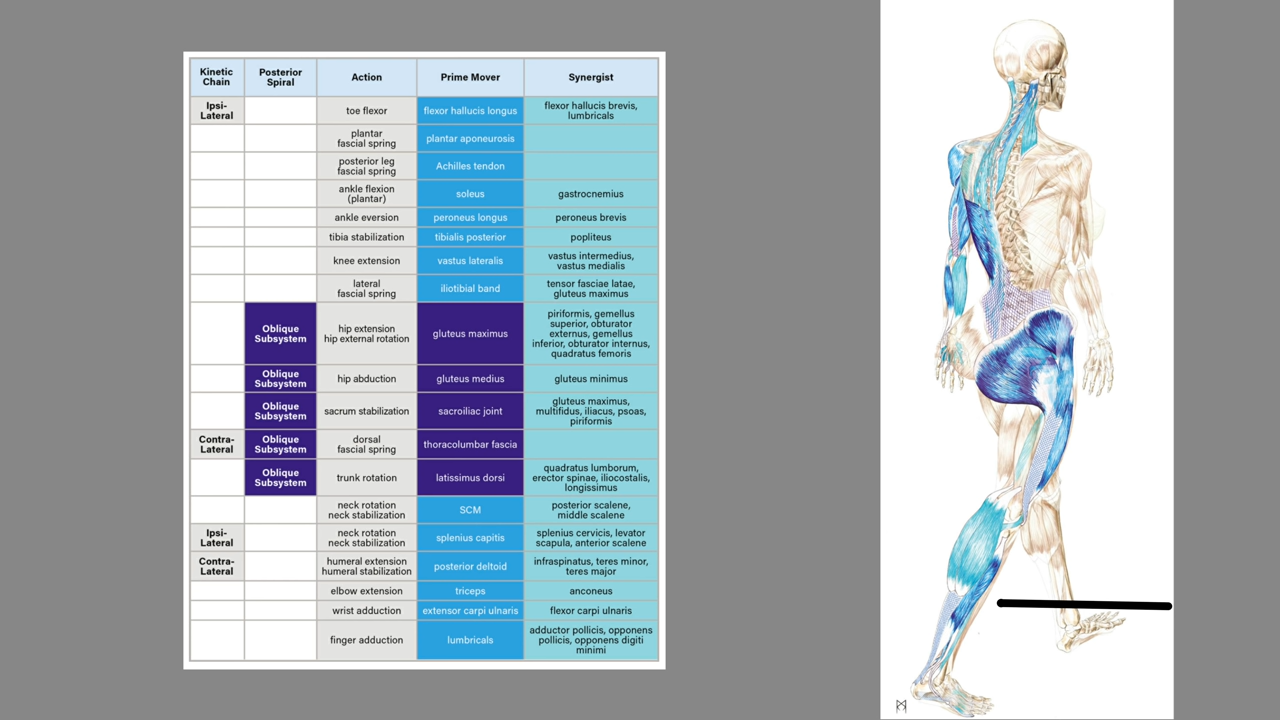 Kinetic
Chain
Posterior
Spiral
Action
Prime Mover
Synergist
Ipsi-
Lateral
toe flexor
flexor hallucis longus
flexor hallucis brevis,
lumbricals
plantar
fascial spring
plantar aponeurosis
posterior leg
fascial spring
Achilles tendon
ankle flexion
(plantar)
soleus
gastrocnemius
ankle eversion
peroneus longus
peroneus brevis
tibia stabilization
tibialis posterior
popliteus
knee extension
vastus lateralis
vastus intermedius,
vastus medialis
lateral
fascial spring
iliotibial band
tensor fasciae latae,
gluteus maximus
Oblique
Subsystem
hip extension
hip external rotation
gluteus maximus
piriformis, gemellus
superior, obturator
externus, gemellus
inferior, obturator internus,
quadratus femoris
Oblique
Subsystem
hip abduction
gluteus medius
gluteus minimus
Oblique
Subsystem
sacrum stabilization
sacroiliac joint
gluteus maximus,
multifidus, iliacus, psoas,
piriformis
Contra-
Lateral
Oblique
Subsystem
dorsal
fascial spring
thoracolumbar fascia
Oblique
Subsystem
trunk rotation
latissimus dorsi
quadratus lumborum,
erector spinae, iliocostalis,
longissimus
neck rotation
neck stabilization
SCM
posterior scalene,
middle scalene
Ipsi-
Lateral
neck rotation
neck stabilization
splenius capitis
splenius cervicis, levator
scapula, anterior scalene
Contra-
Lateral
humeral extension
humeral stabilization
posterior deltoid
infraspinatus, teres minor,
teres major
elbow extension
triceps
anconeus
wrist adduction
extensor carpi ulnaris
flexor carpi ulnaris
finger adduction
lumbricals
adductor pollicis, opponens
pollicis, opponens digiti
minimi